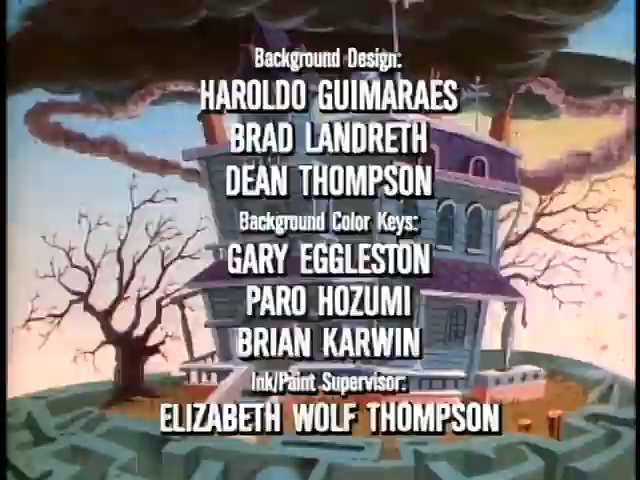 Background Design:
HAROLDO GUIMARAES
BRAD LANDRETH
DEAN THOMPSON
Background Color Keys:
GARY EGGLESTON
PARO HOZUMI
BRIAN KARWIN
Ink/Paint Supervisor:
ELIZABETH WOLF THOMPSON